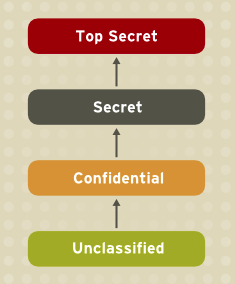 Top Secret
Secret
Confidential
Unclassified